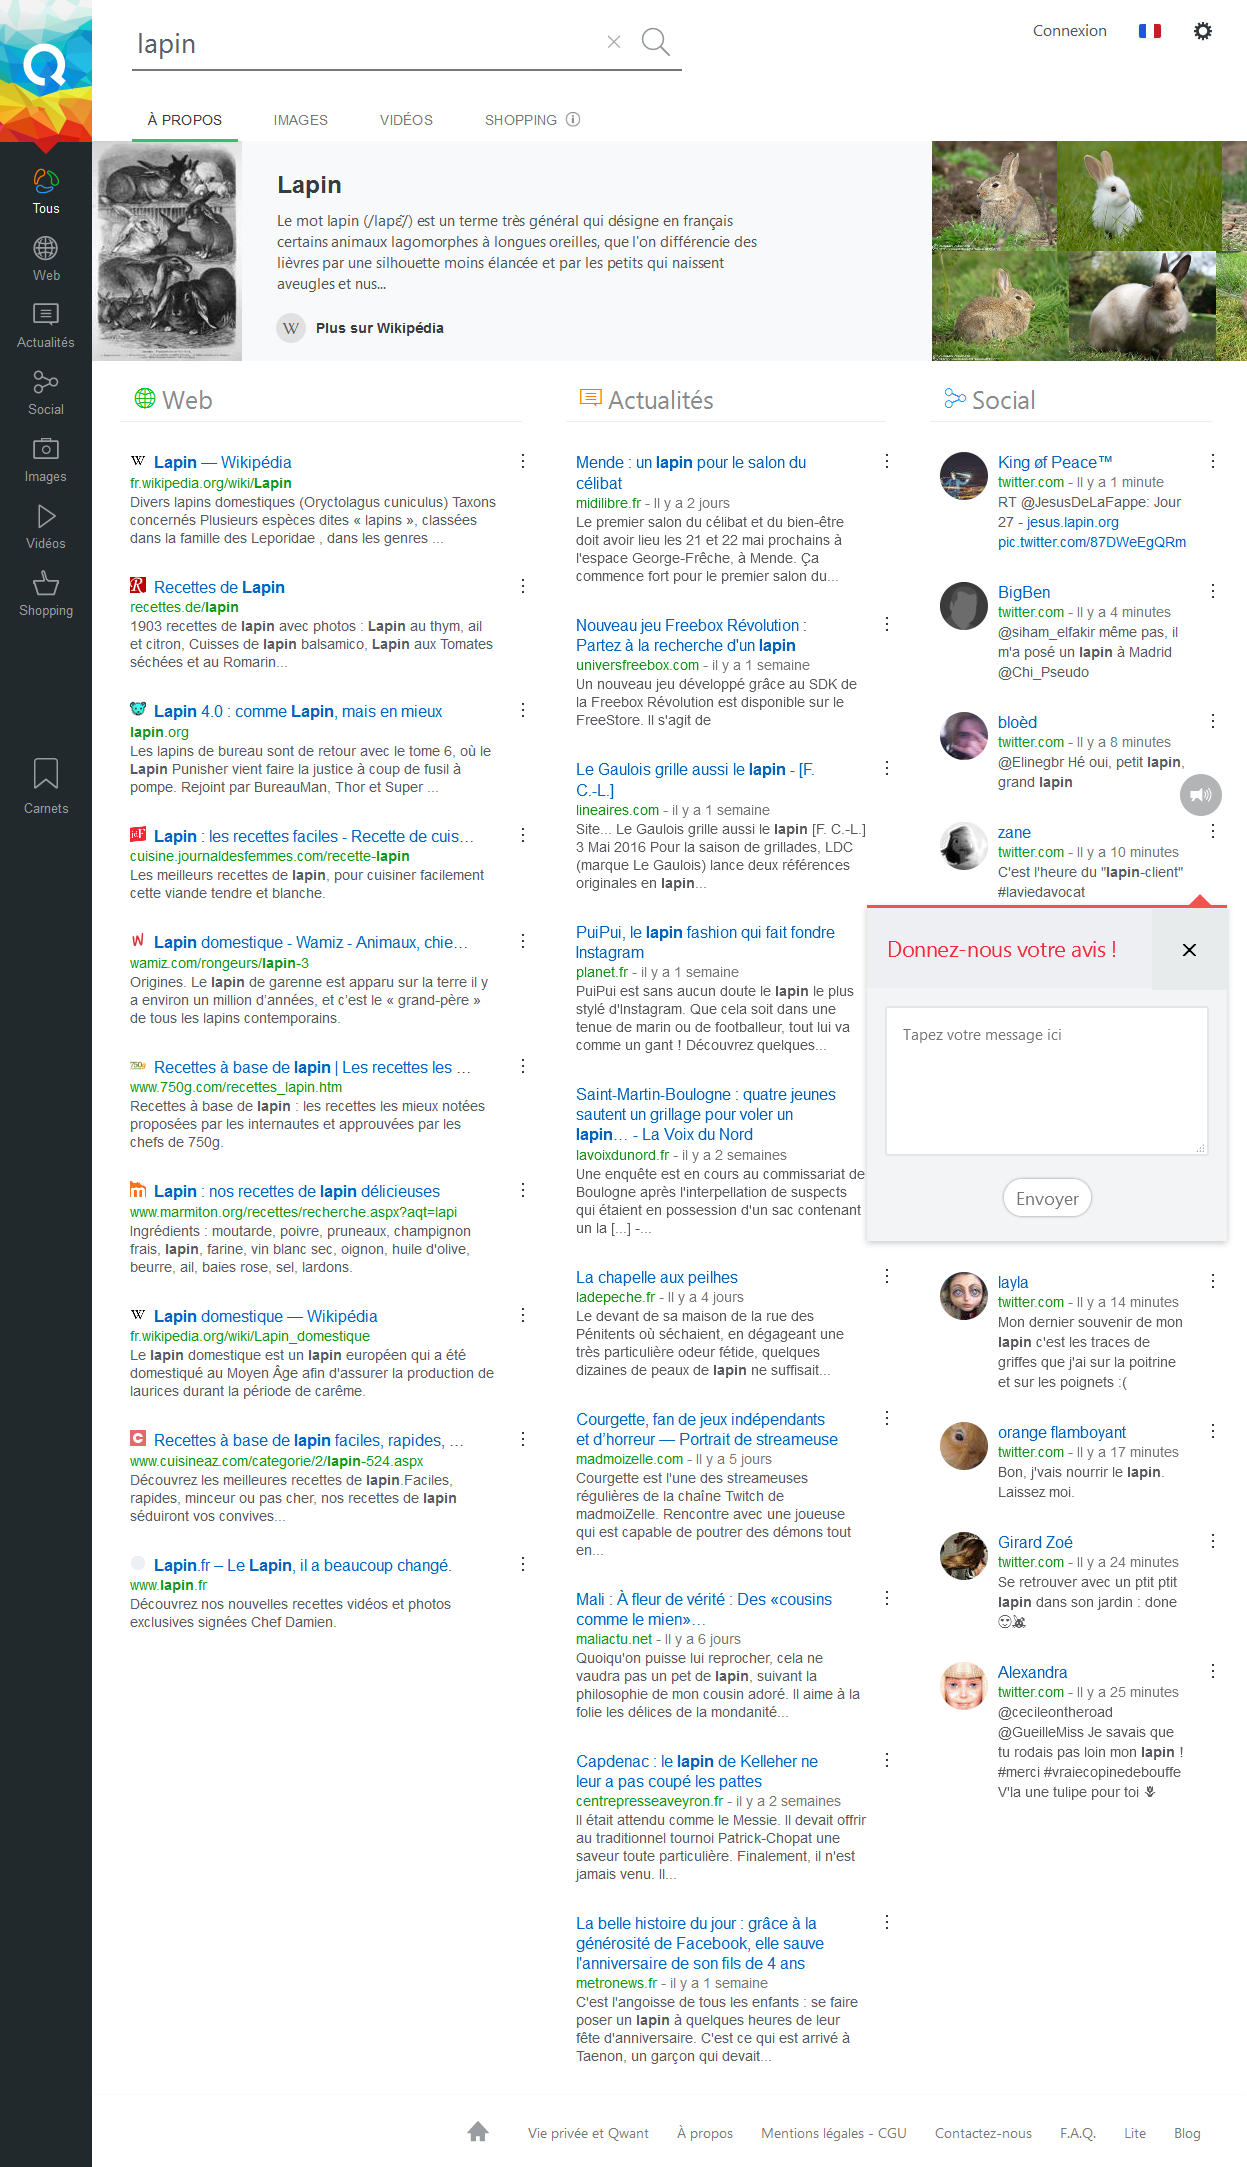 lapin
Connexion
À PROPOS
IMAGES
VIDÉOS
SHOPPING
Tous
Web
Actualités
Social
Images
Vidéos
Shopping
Carnets
Lapin
Le mot lapin (/lapɛ̃/) est un terme très général qui désigne en français
certains animaux lagomorphes à longues oreilles, que l'on différencie des
lièvres par une silhouette moins élancée et par les petits qui naissent
aveugles et nus...
W Plus sur Wikipédia
Web
W Lapin — Wikipédia
fr.wikipedia.org/wiki/Lapin
Divers lapins domestiques (Oryctolagus cuniculus) Taxons
concernés Plusieurs espèces dites « lapins », classées
dans la famille des Leporidae , dans les genres ...
R Recettes de Lapin
recettes.de/lapin
1903 recettes de lapin avec photos : Lapin au thym, ail
et citron, Cuisses de lapin balsamico, Lapin aux Tomates
séchées et au Romarin...
Lapin 4.0 : comme Lapin, mais en mieux
lapin.org
Les lapins de bureau sont de retour avec le tome 6, où le
Lapin Punisher vient faire la justice à coup de fusil à
pompe. Rejoint par BureauMan, Thor et Super ...
Lapin : les recettes faciles - Recette de cuis...
cuisine.journaldesfemmes.com/recette-lapin
Les meilleurs recettes de lapin, pour cuisiner facilement
cette viande tendre et blanche.
W Lapin domestique - Wamiz - Animaux, chie...
wamiz.com/rongeurs/lapin-3
Origines. Le lapin de garenne est apparu sur la terre il y
a environ un million d'années, et c'est le « grand-père »
de tous les lapins contemporains.
750g Recettes à base de lapin | Les recettes les ...
www.750g.com/recettes_lapin.htm
Recettes à base de lapin : les recettes les mieux notées
proposées par les internautes et approuvées par les
chefs de 750g.
m Lapin : nos recettes de lapin délicieuses
www.marmiton.org/recettes/recherche.aspx?aqt=lapi
Ingrédients : moutarde, poivre, pruneaux, champignon
frais, lapin, farine, vin blanc sec, oignon, huile d'olive,
beurre, ail, baies rose, sel, lardons.
W Lapin domestique — Wikipédia
fr.wikipedia.org/wiki/Lapin_domestique
Le lapin domestique est un lapin européen qui a été
domestiqué au Moyen Âge afin d'assurer la production de
laurices durant la période de carême.
C Recettes à base de lapin faciles, rapides, ...
www.cuisineaz.com/categorie/2/lapin-524.aspx
Découvrez les meilleures recettes de lapin.Faciles,
rapides, minceur ou pas cher, nos recettes de lapin
séduiront vos convives...
Lapin.fr – Le Lapin, il a beaucoup changé.
www.lapin.fr
Découvrez nos nouvelles recettes vidéos et photos
exclusives signées Chef Damien.
Actualités
Mende : un lapin pour le salon du
célibat
midilibre.fr - Il y a 2 jours
Le premier salon du célibat et du bien-être
doit avoir lieu les 21 et 22 mai prochains à
l'espace George-Frêche, à Mende. Ça
commence fort pour le premier salon du...
Nouveau jeu Freebox Révolution :
Partez à la recherche d'un lapin
universfreebox.com - il y a 1 semaine
Un nouveau jeu développé grâce au SDK de
la Freebox Révolution est disponible sur le
FreeStore. Il s'agit de
Le Gaulois grille aussi le lapin - [F.
C.-L.]
lineaires.com - il y a 1 semaine
Site... Le Gaulois grille aussi le lapin [F. C.-L.]
3 Mai 2016 Pour la saison de grillades, LDC
(marque Le Gaulois) lance deux références
originales en lapin...
PuiPui, le lapin fashion qui fait fondre
Instagram
planet.fr - il y a 1 semaine
PuiPui est sans aucun doute le lapin le plus
stylé d'Instagram. Que cela soit dans une
tenue de marin ou de footballeur, tout lui va
comme un gant ! Découvrez quelques...
Saint-Martin-Boulogne : quatre jeunes
sautent un grillage pour voler un
lapin... - La Voix du Nord
lavoixdunord.fr - il y a 2 semaines
Une enquête est en cours au commissariat de
Boulogne après l'interpellation de suspects
qui étaient en possession d'un sac contenant
un la [...] -...
La chapelle aux peilhes
ladepeche.fr - Il y a 4 jours
Le devant de sa maison de la rue des
Pénitents où séchaient, en dégageant une
très particulière odeur fétide, quelques
dizaines de peaux de lapin ne suffisait...
Courgette, fan de jeux indépendants
et d'horreur — Portrait de streameuse
madmoizelle.com - Il y a 5 jours
Courgette est l'une des streameuses
régulières de la chaîne Twitch de
madmoiZelle. Rencontre avec une joueuse
qui est capable de poutrer des démons tout
en...
Mali : À fleur de vérité : Des «cousins
comme le mien»...
maliactu.net - Il y a 6 jours
Quoiqu'on puisse lui reprocher, cela ne
vaudra pas un pet de lapin, suivant la
philosophie de mon cousin adoré. Il aime à la
folie les délices de la mondanité...
Capdenac : le lapin de Kelleher ne
leur a pas coupé les pattes
centrepresseaveyron.fr - il y a 2 semaines
Il était attendu comme le Messie. Il devait offrir
au traditionnel tournoi Patrick-Chopat une
saveur toute particulière. Finalement, il n'est
jamais venu. Il...
La belle histoire du jour : grâce à la
générosité de Facebook, elle sauve
l'anniversaire de son fils de 4 ans
metronews.fr - il y a 1 semaine
C'est l'angoisse de tous les enfants : se faire
poser un lapin à quelques heures de leur
fête d'anniversaire. C'est ce qui est arrivé à
Taenon, un garçon qui devait...
Social
King øf Peace™
twitter.com - Il y a 1 minute
RT @JesusDeLaFappe: Jour
27 - jesus.lapin.org
pic.twitter.com/87DWeEgQRm
BigBen
twitter.com - Il y a 4 minutes
@siham_elfakir même pas, il
m'a posé un lapin à Madrid
@Chi_Pseudo
bloèd
twitter.com - Il y a 8 minutes
@Elinegbr Hé oui, petit lapin,
grand lapin
zane
twitter.com - Il y a 10 minutes
C'est l'heure du "lapin-client"
#laviedavocat
Donnez-nous votre avis !
Tapez votre message ici
Envoyer
layla
twitter.com - Il y a 14 minutes
Mon dernier souvenir de mon
lapin c'est les traces de
griffes que j'ai sur la poitrine
et sur les poignets :(
orange flamboyant
twitter.com - Il y a 17 minutes
Bon, j'vais nourrir le lapin.
Laissez moi.
Girard Zoé
twitter.com - Il y a 24 minutes
Se retrouver avec un ptit ptit
lapin dans son jardin : done
Alexandra
twitter.com - Il y a 25 minutes
@cecileontheroad
@GueilleMiss Je savais que
tu rodais pas loin mon lapin !
#merci #vraiecopinedebouffe
V'la une tulipe pour toi
Vie privée et Qwant
À propos
Mentions légales - CGU
Contactez-nous
F.A.Q.
Lite
Blog